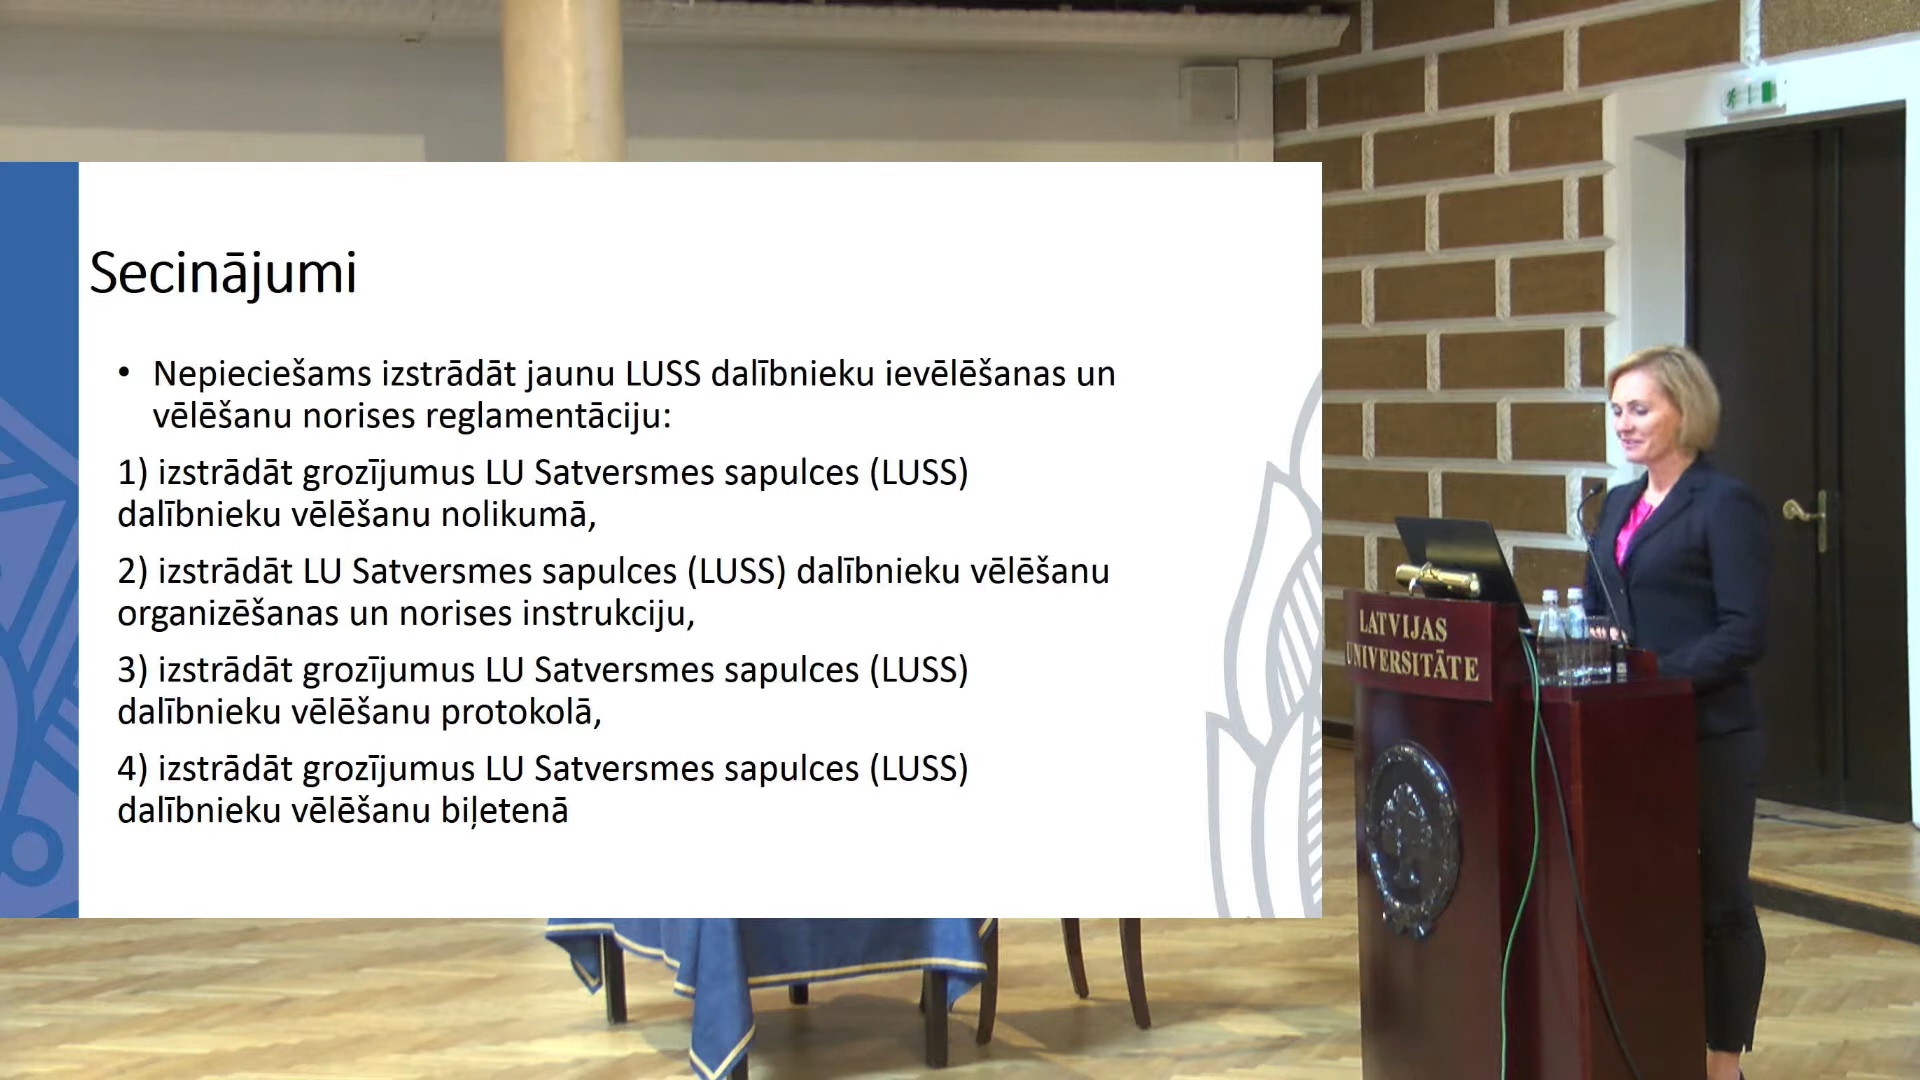 Secinājumi
• Nepieciešams izstrādāt jaunu LUSS dalībnieku ievēlēšanas un
vēlēšanu norises reglamentāciju:
1) izstrādāt grozījumus LU Satversmes sapulces (LUSS)
dalībnieku vēlēšanu nolikumā,
2) izstrādāt LU Satversmes sapulces (LUSS) dalībnieku vēlēšanu
organizēšanas un norises instrukciju,
3) izstrādāt grozījumus LU Satversmes sapulces (LUSS)
dalībnieku vēlēšanu protokolā,
4) izstrādāt grozījumus LU Satversmes sapulces (LUSS)
dalībnieku vēlēšanu biļetenā
LATVIJAS
UNIVERSITĀTE